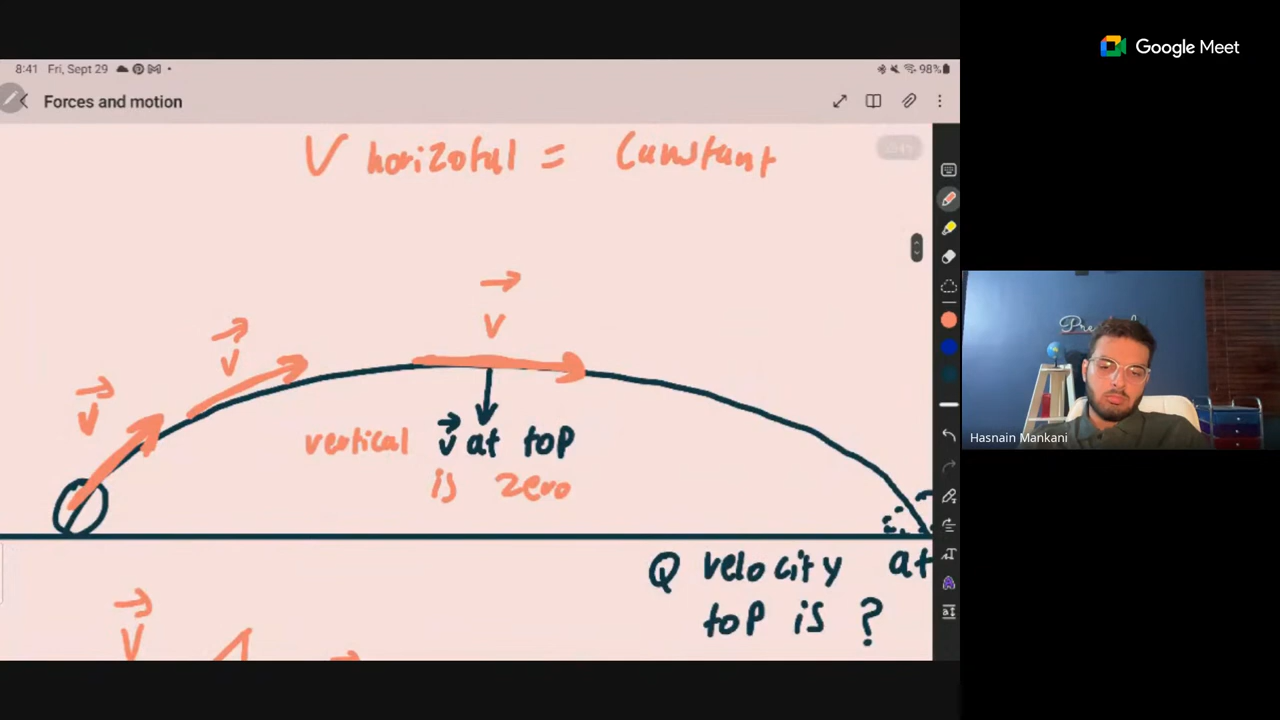 Google Meet
8:41 Fri, Sept 29
98%
Forces and motion
V horizotal = Constant
v
v
v
vertical v at top
is zero
Q velocity at
top is ?
V
Hasnain Mankani